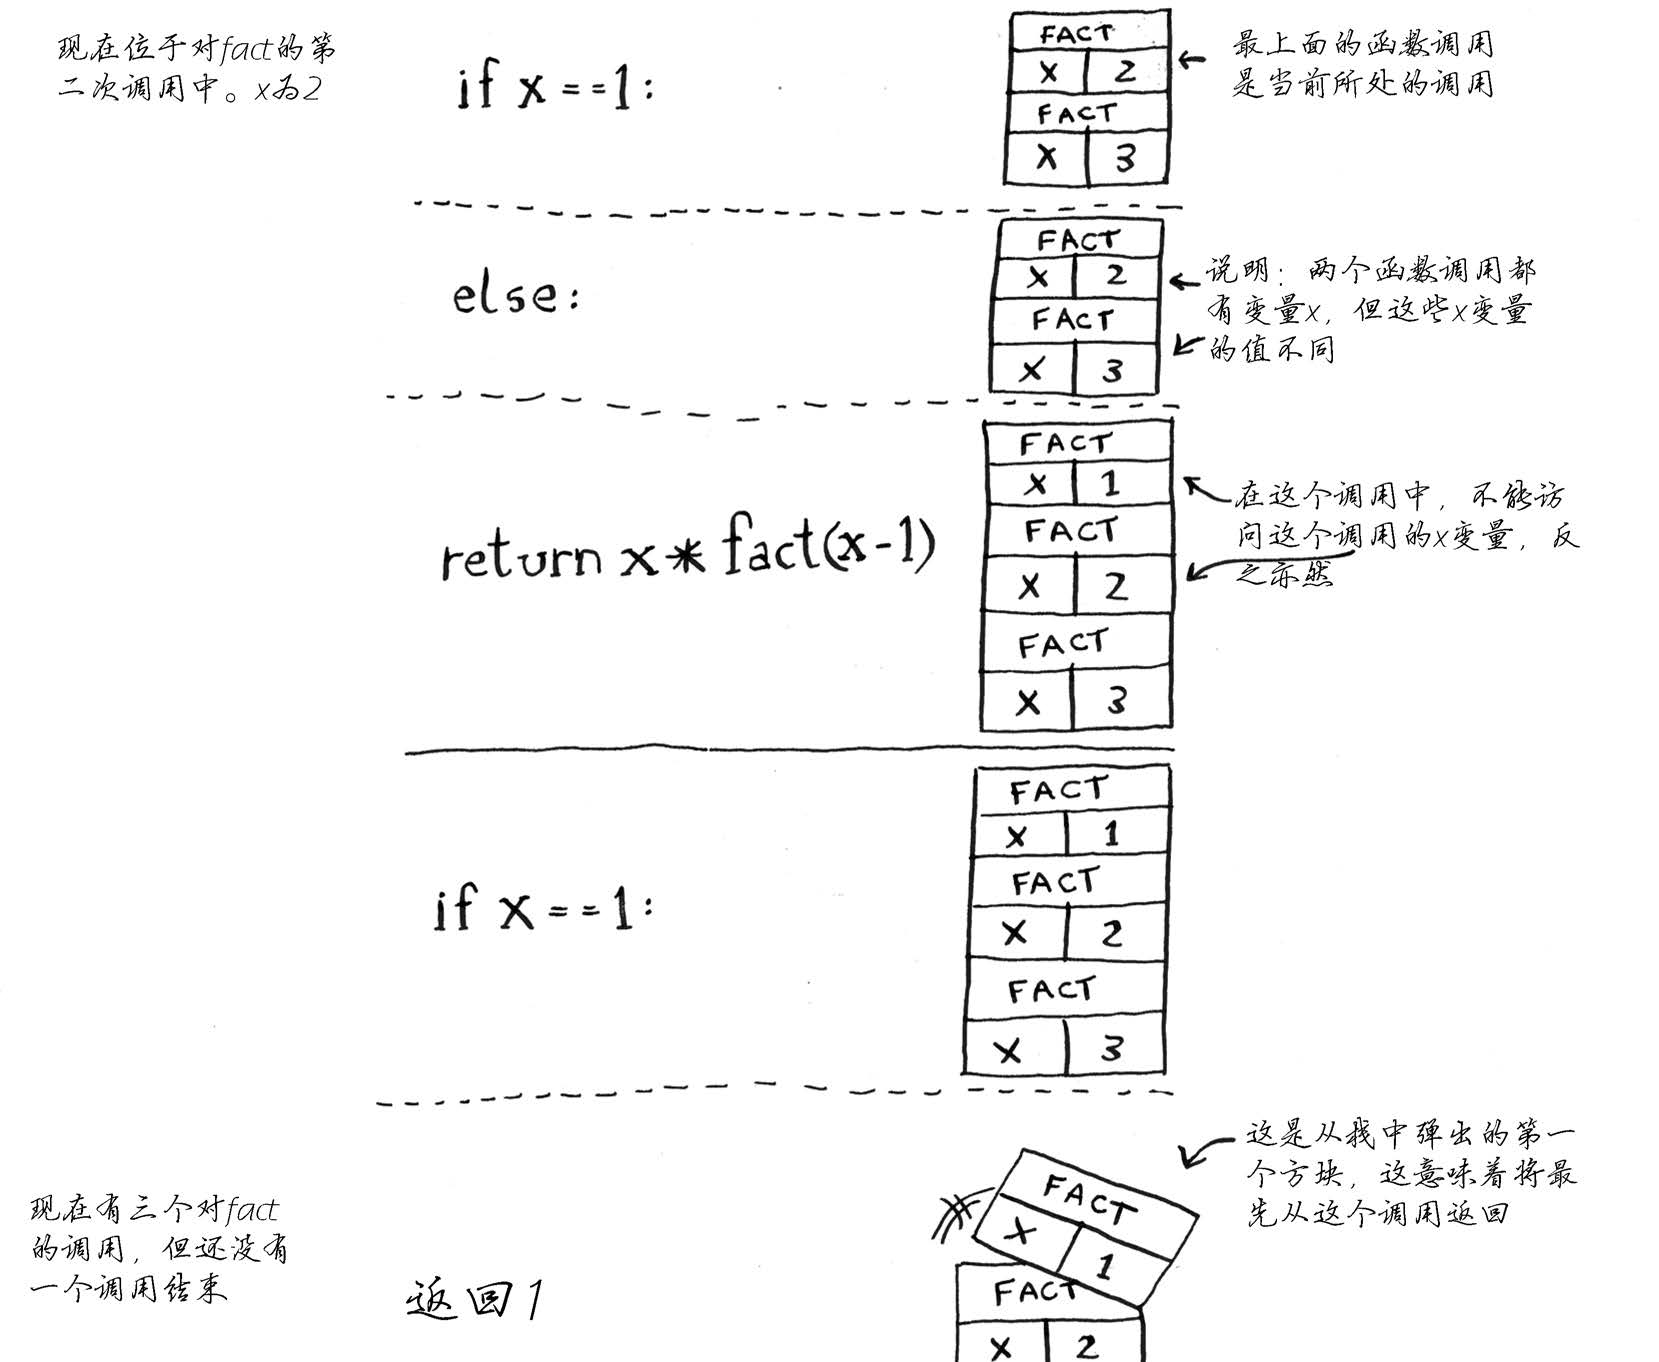 现在位于对fact的第
二次调用中。x为2
if x==1:
FACT
X 2
FACT
X 3
最上面的函数调用
是当前所处的调用
else:
FACT
X 2
FACT
X 3
说明：两个函数调用都
有变量x，但这些x变量
的值不同
return x * fact(x-1)
FACT
X 1
FACT
X 2
FACT
X 3
在这个调用中，不能访
问这个调用的x变量，反
之亦然
if x==1:
FACT
X 1
FACT
X 2
FACT
X 3
现在有三个对fact
的调用，但还没有
一个调用结束
返回1
FACT
X 1
FACT
X 2
这是从栈中弹出的第一
个方块，这意味着将最
先从这个调用返回